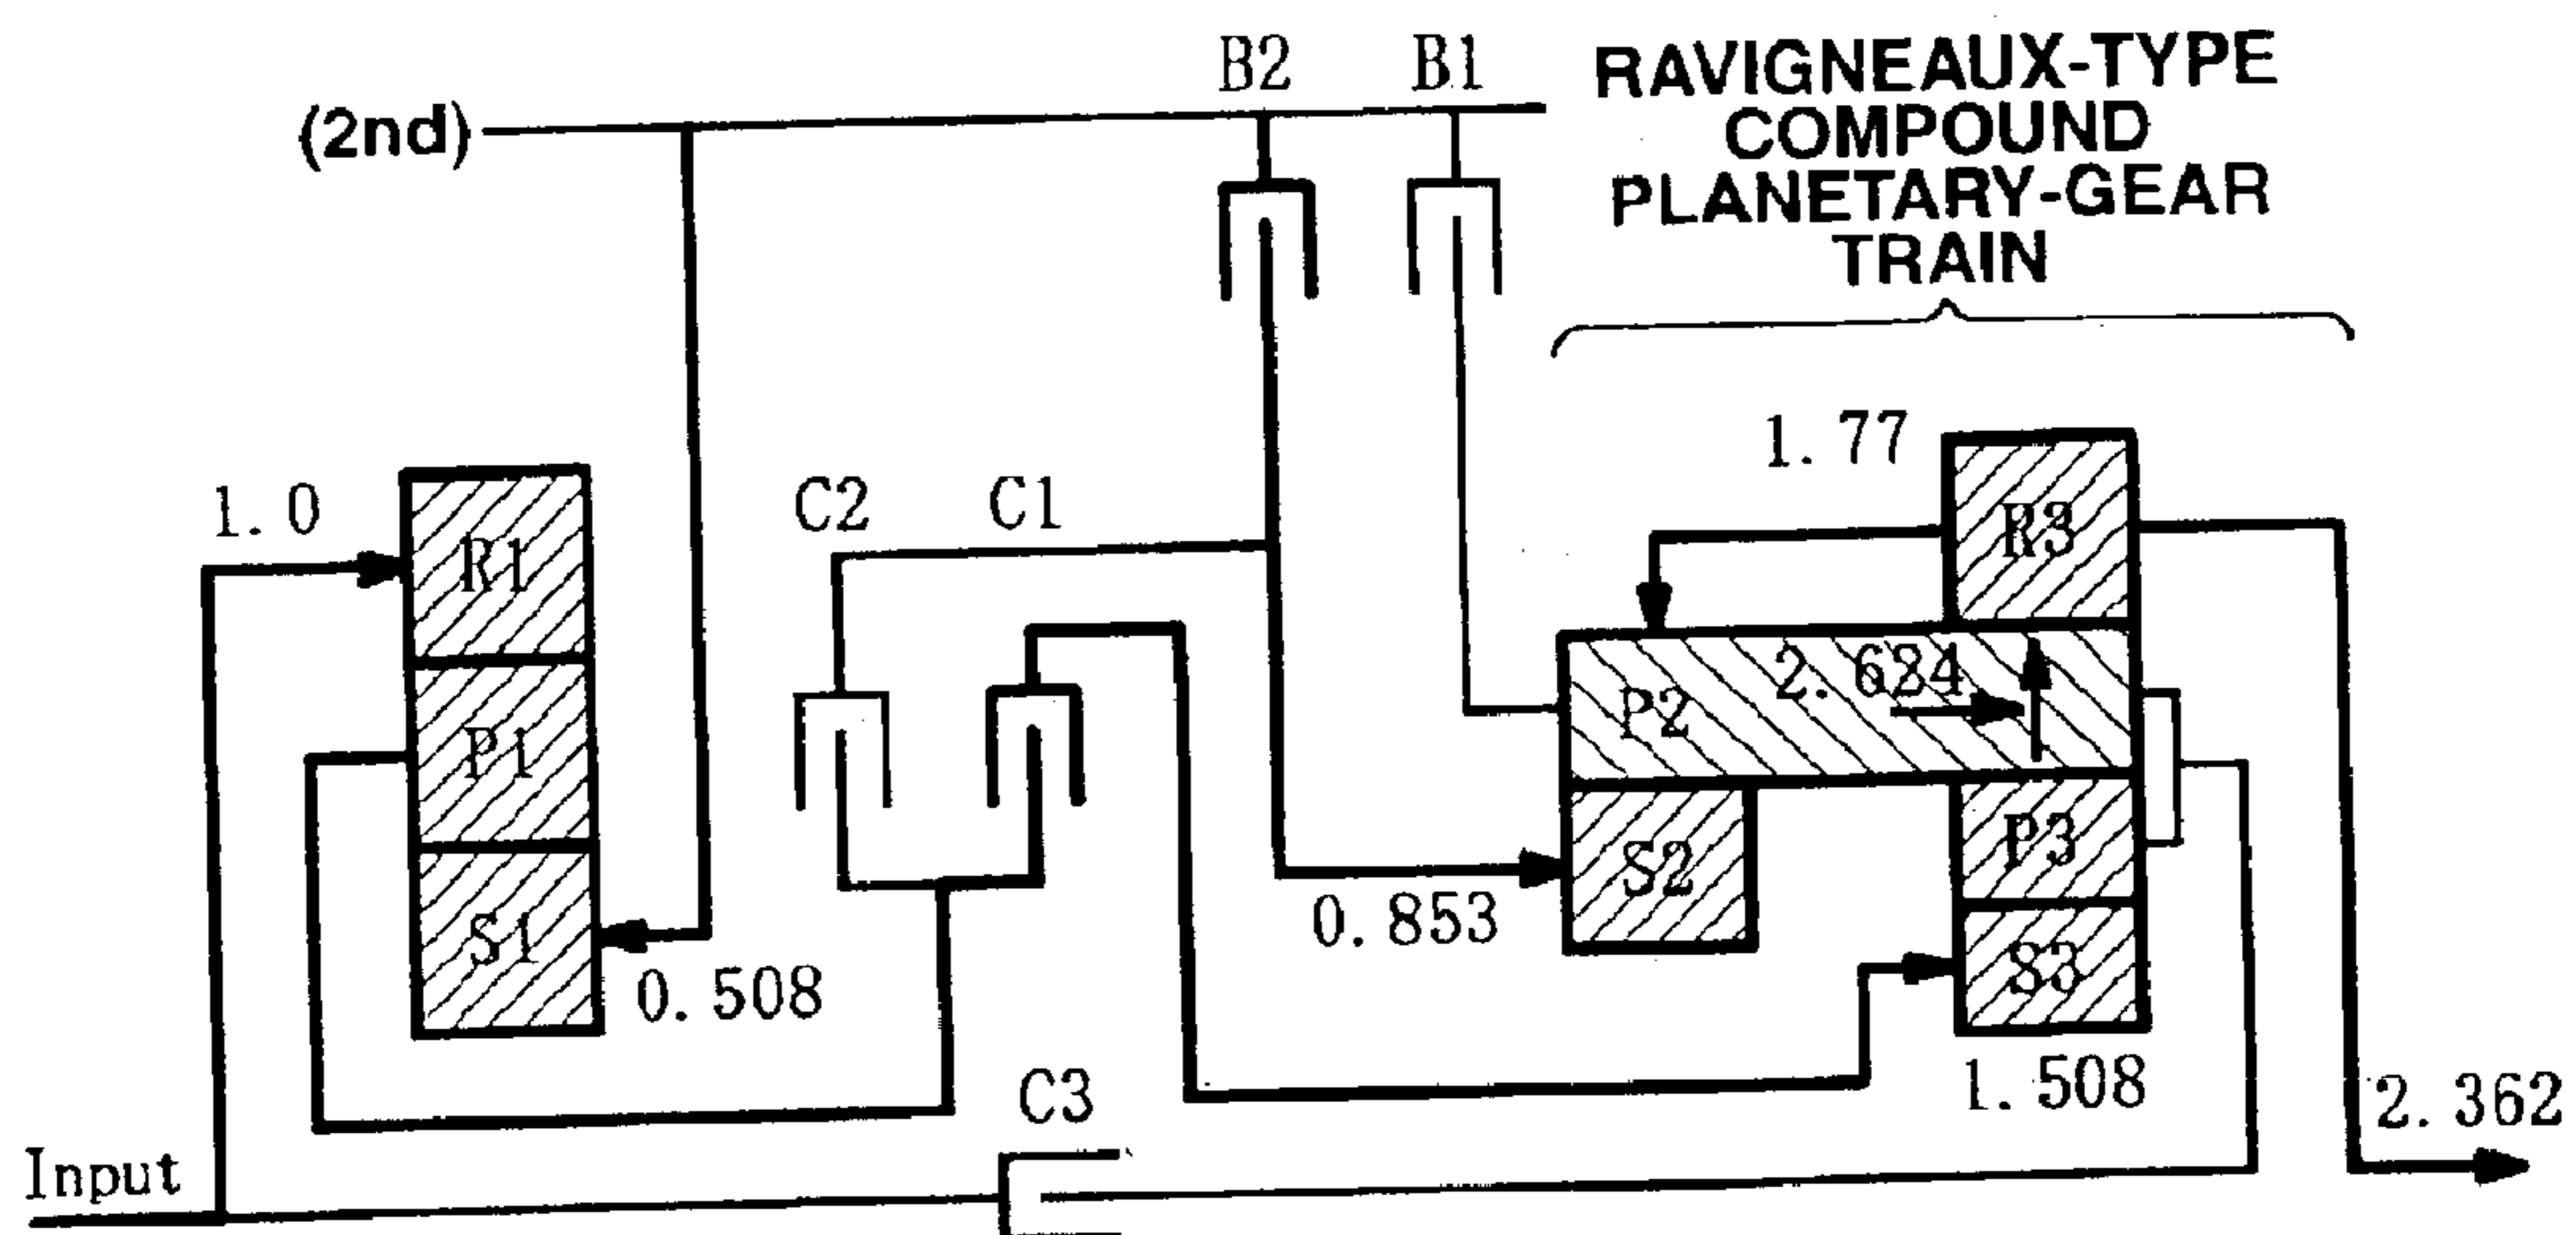 B2
B1
RAVIGNEAUX-TYPE
COMPOUND
PLANETARY-GEAR
TRAIN
(2nd)
1.77
1.0
C2
C1
R1
R3
P1
P2
2.624
S1
0.508
S2
0.853
P3
S3
1.508
C3
2.362
Input